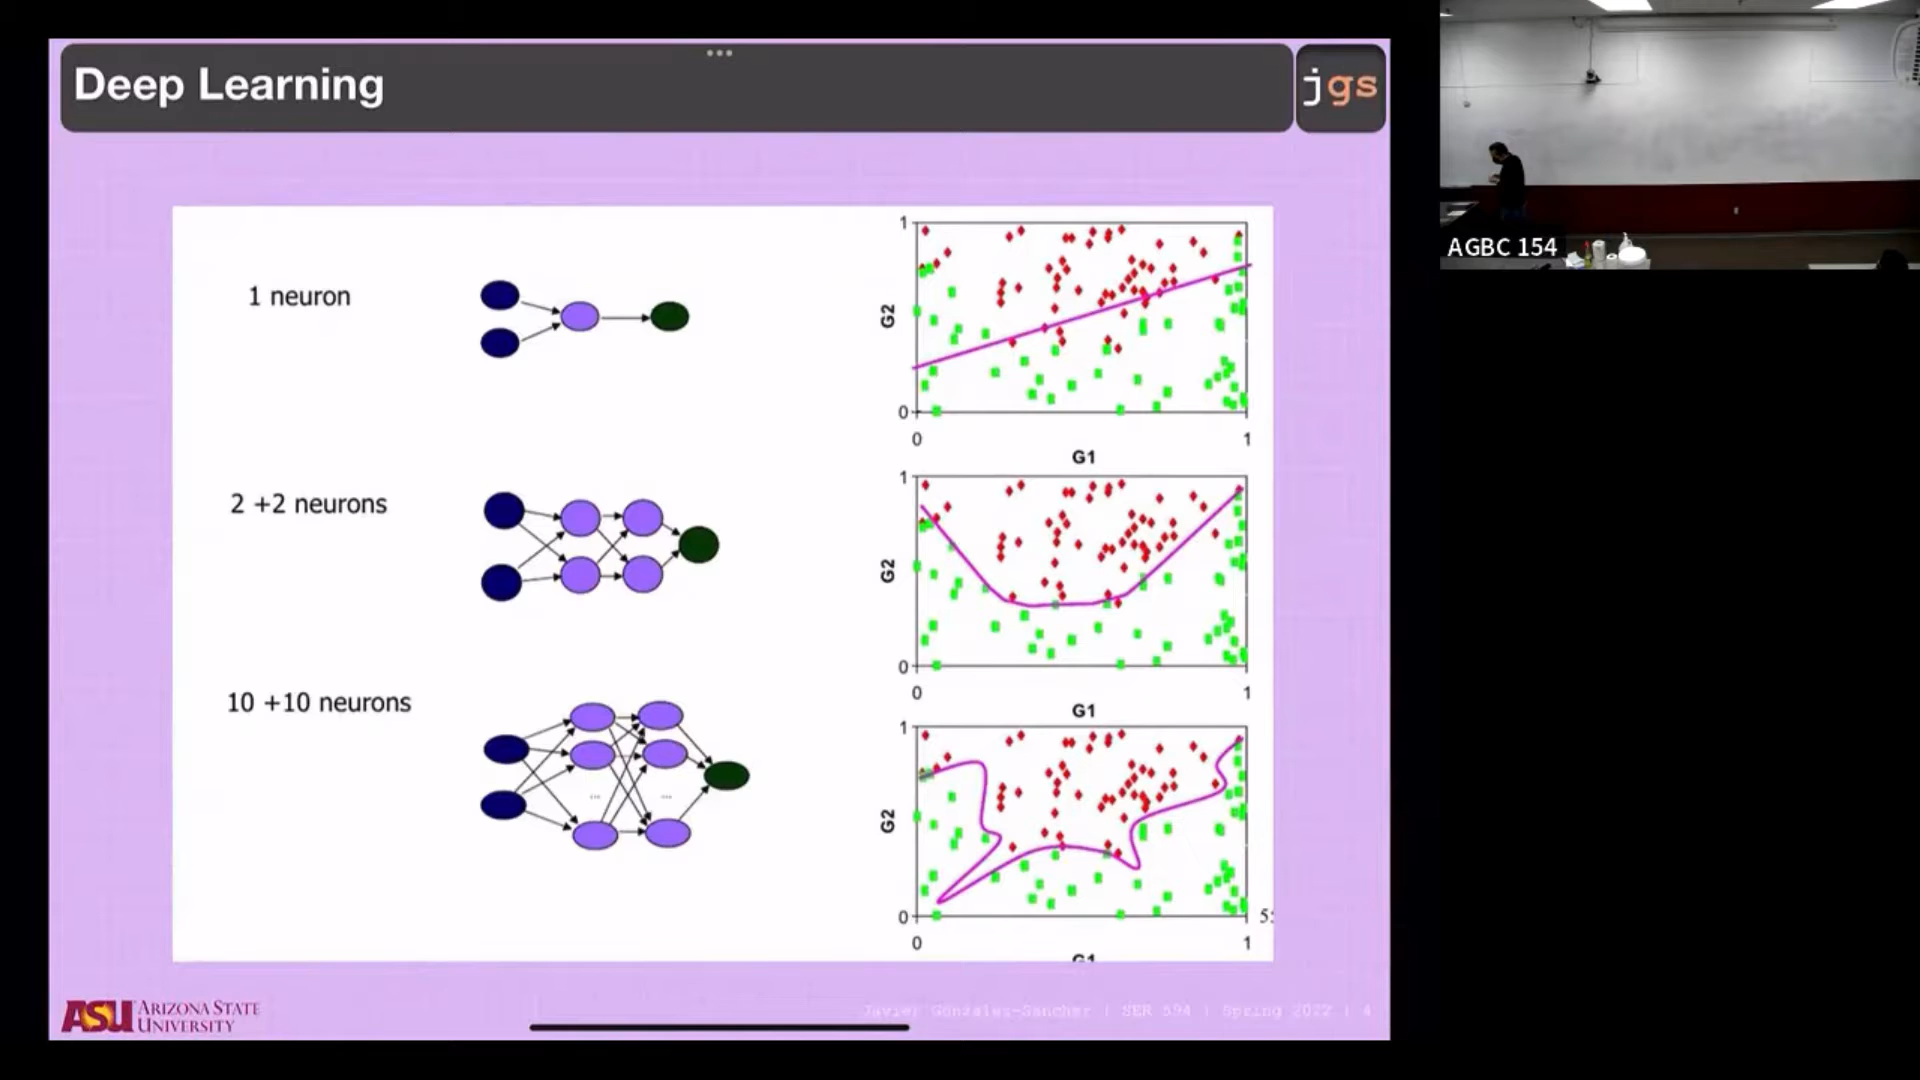 Deep Learning
jgs
1 neuron
1
G2
0
0
1
G1
2 +2 neurons
1
G2
0
0
1
G1
10 +10 neurons
...
...
1
G2
0
0
1
G1
ASU ARIZONA STATE
UNIVERSITY
Javier Gonzalez-Sanchez | SER 594 | Spring 2022 | 4
AGBC 154